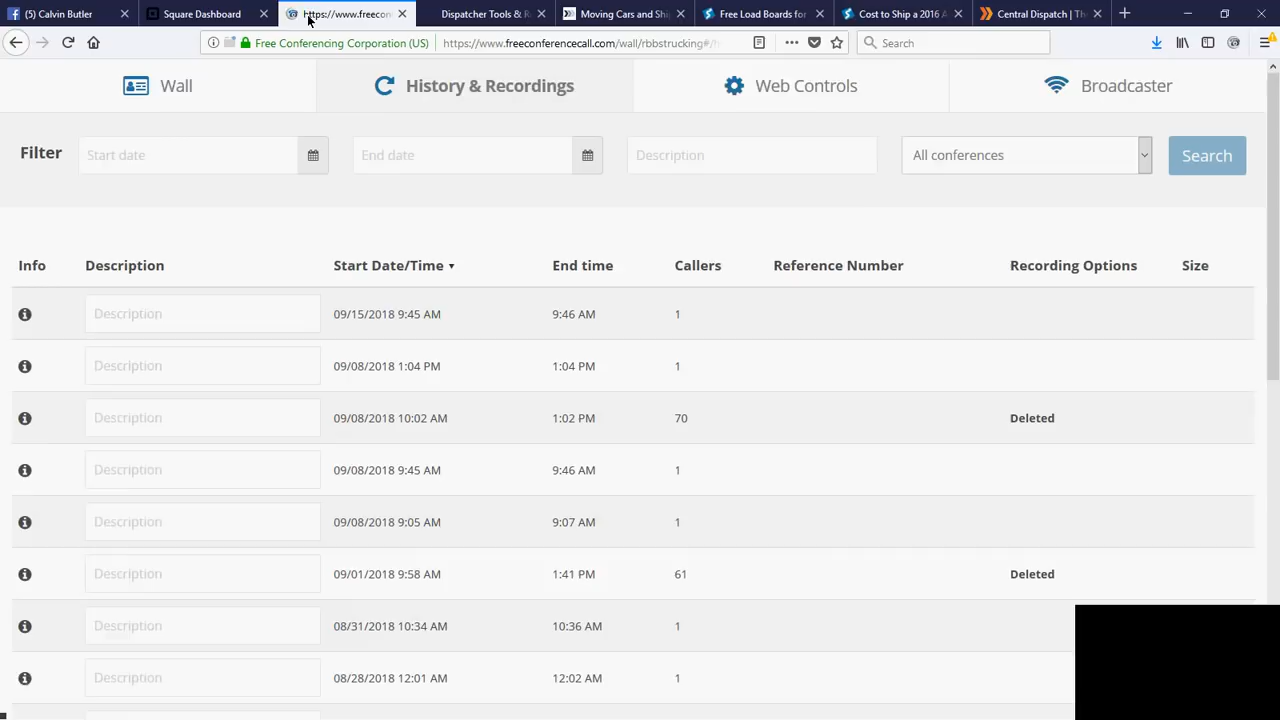 (5) Calvin Butler
Square Dashboard
https://www.freecon
Dispatcher Tools & R
Moving Cars and Shi
Free Load Boards for
Cost to Ship a 2016 A
Central Dispatch | Th
Free Conferencing Corporation (US)
https://www.freeconferencecall.com/wall/rbbstrucking#/
Search
Wall
History & Recordings
Web Controls
Broadcaster
Filter
Start date
End date
Description
All conferences
Search
Info Description Start Date/Time End time Callers Reference Number Recording Options Size
Description 09/15/2018 9:45 AM 9:46 AM 1
Description 09/08/2018 1:04 PM 1:04 PM 1
Description 09/08/2018 10:02 AM 1:02 PM 70 Deleted
Description 09/08/2018 9:45 AM 9:46 AM 1
Description 09/08/2018 9:05 AM 9:07 AM 1
Description 09/01/2018 9:58 AM 1:41 PM 61 Deleted
Description 08/31/2018 10:34 AM 10:36 AM 1
Description 08/28/2018 12:01 AM 12:02 AM 1